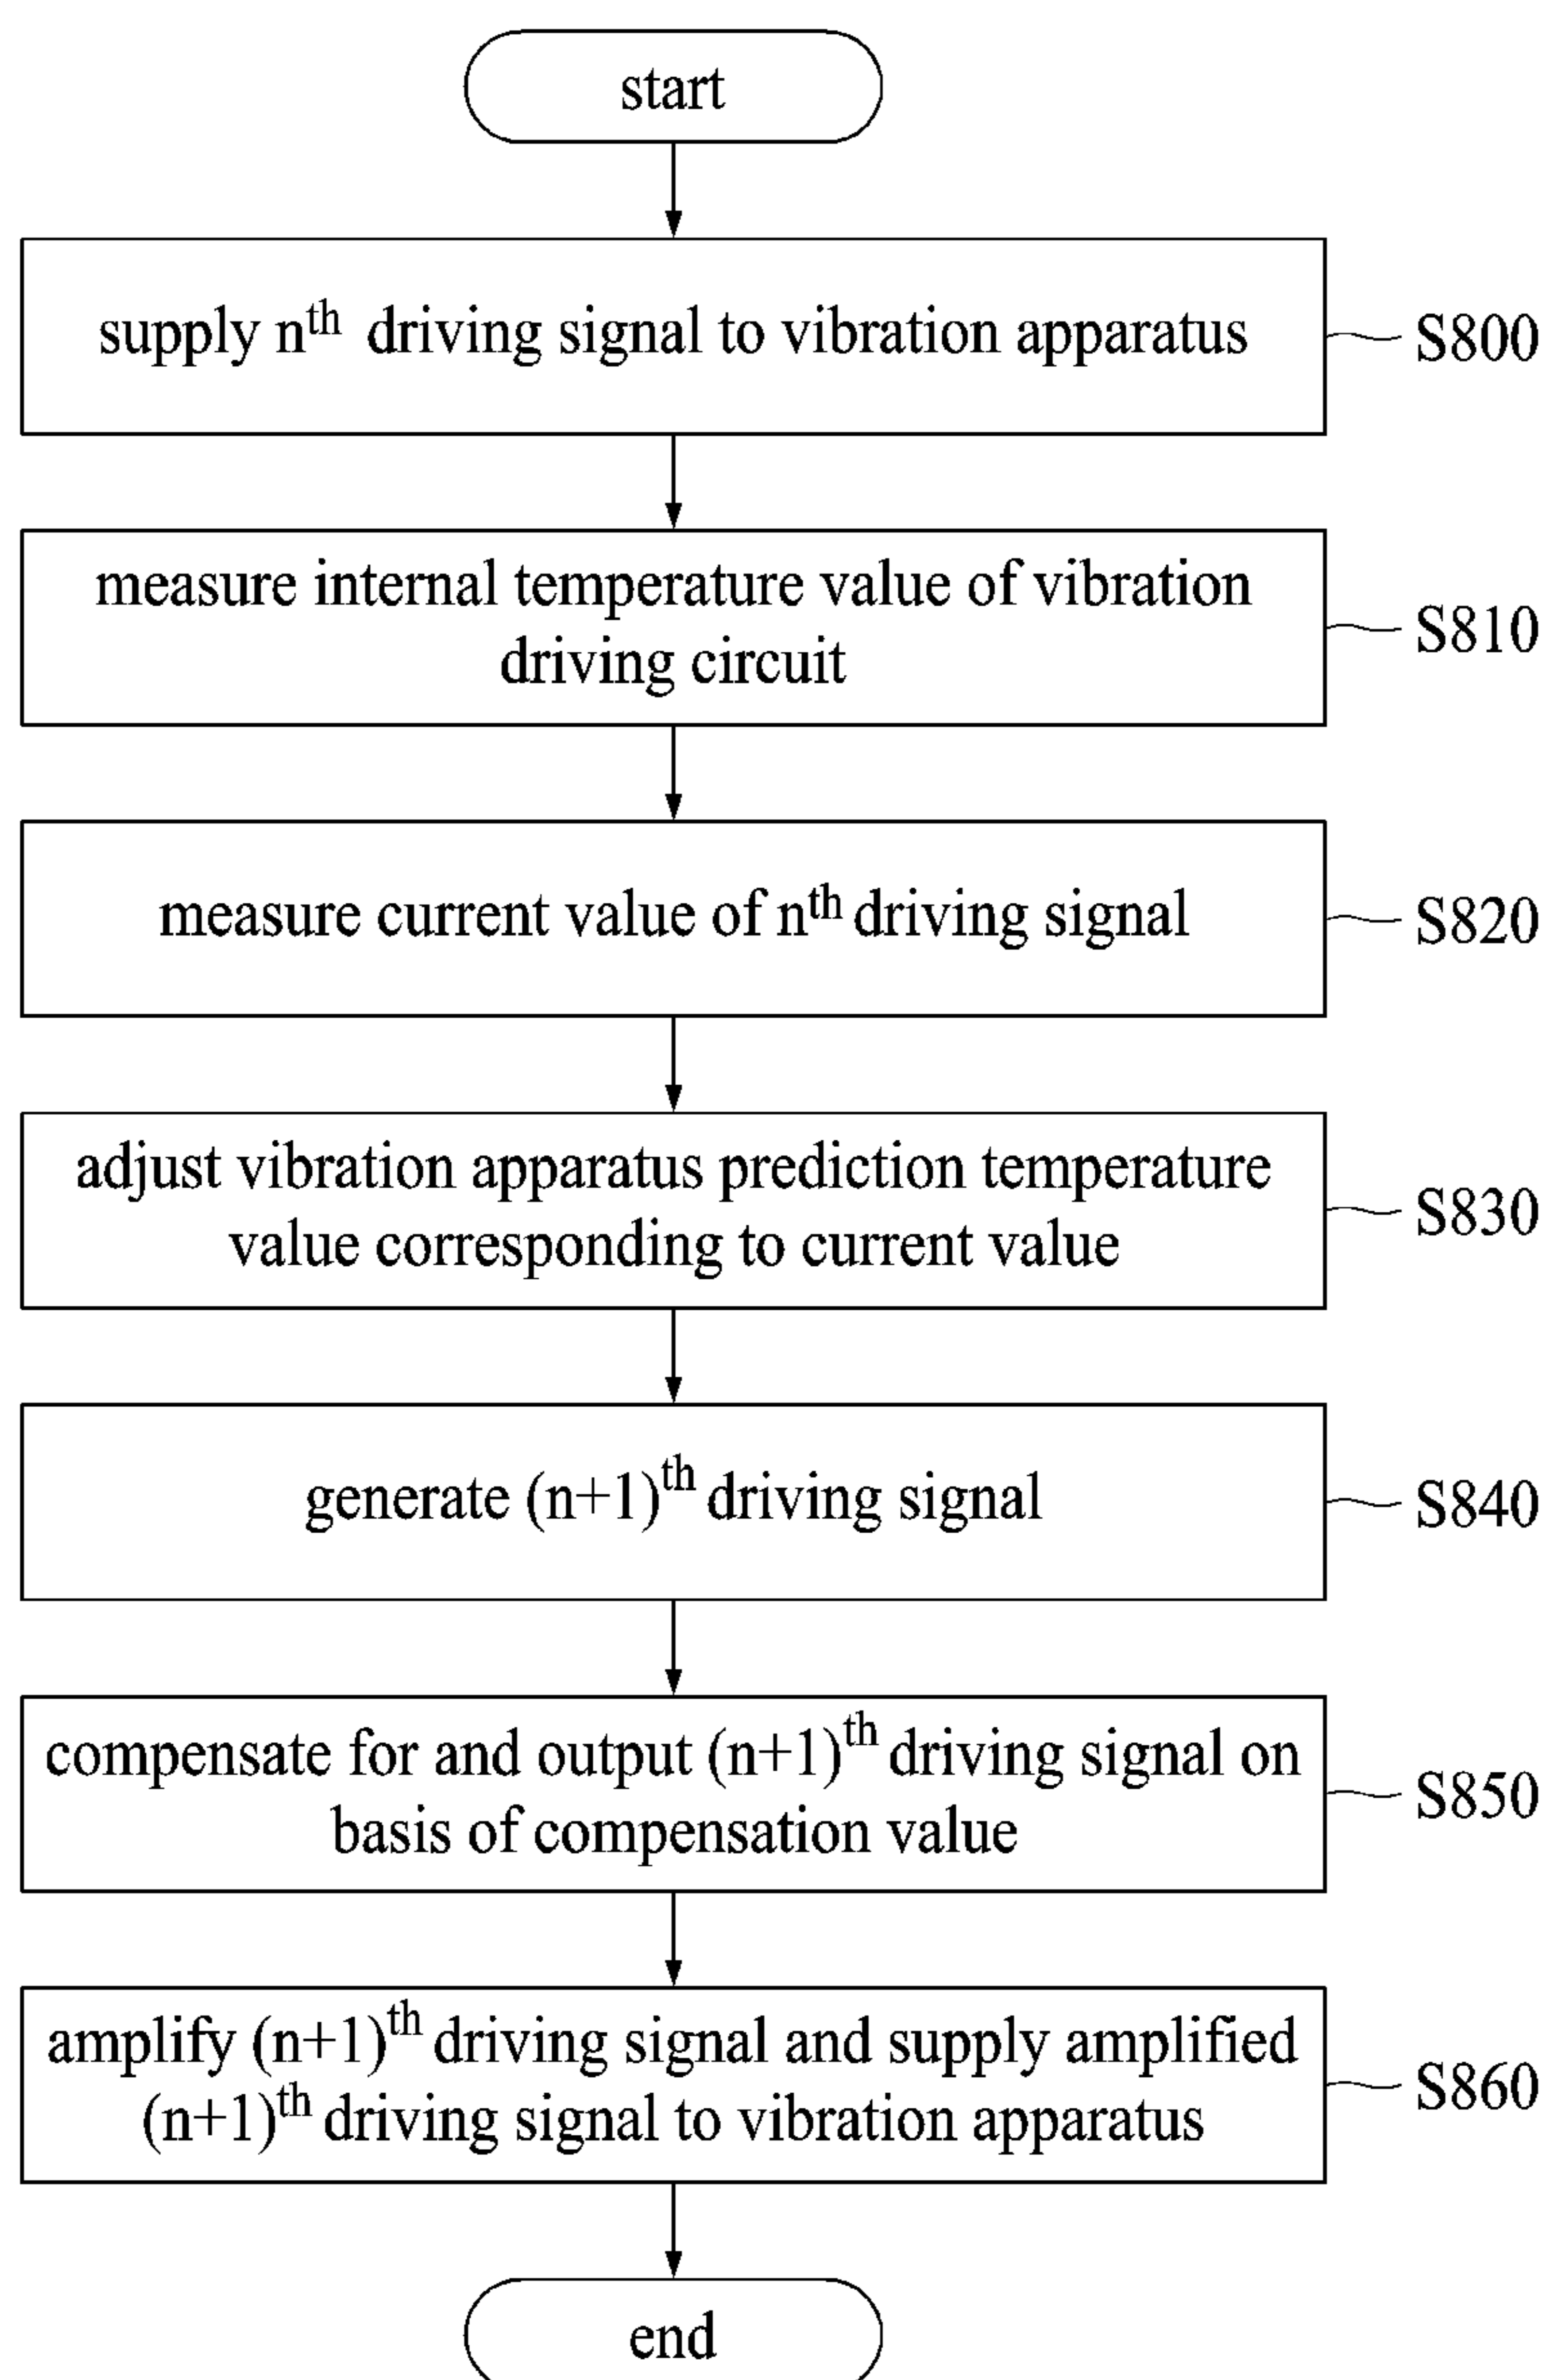 start
supply nth driving signal to vibration apparatus
S800
measure internal temperature value of vibration
driving circuit
S810
measure current value of nth driving signal
S820
adjust vibration apparatus prediction temperature
value corresponding to current value
S830
generate (n+1)th driving signal
S840
compensate for and output (n+1)th driving signal on
basis of compensation value
S850
amplify (n+1)th driving signal and supply amplified
(n+1)th driving signal to vibration apparatus
S860
end